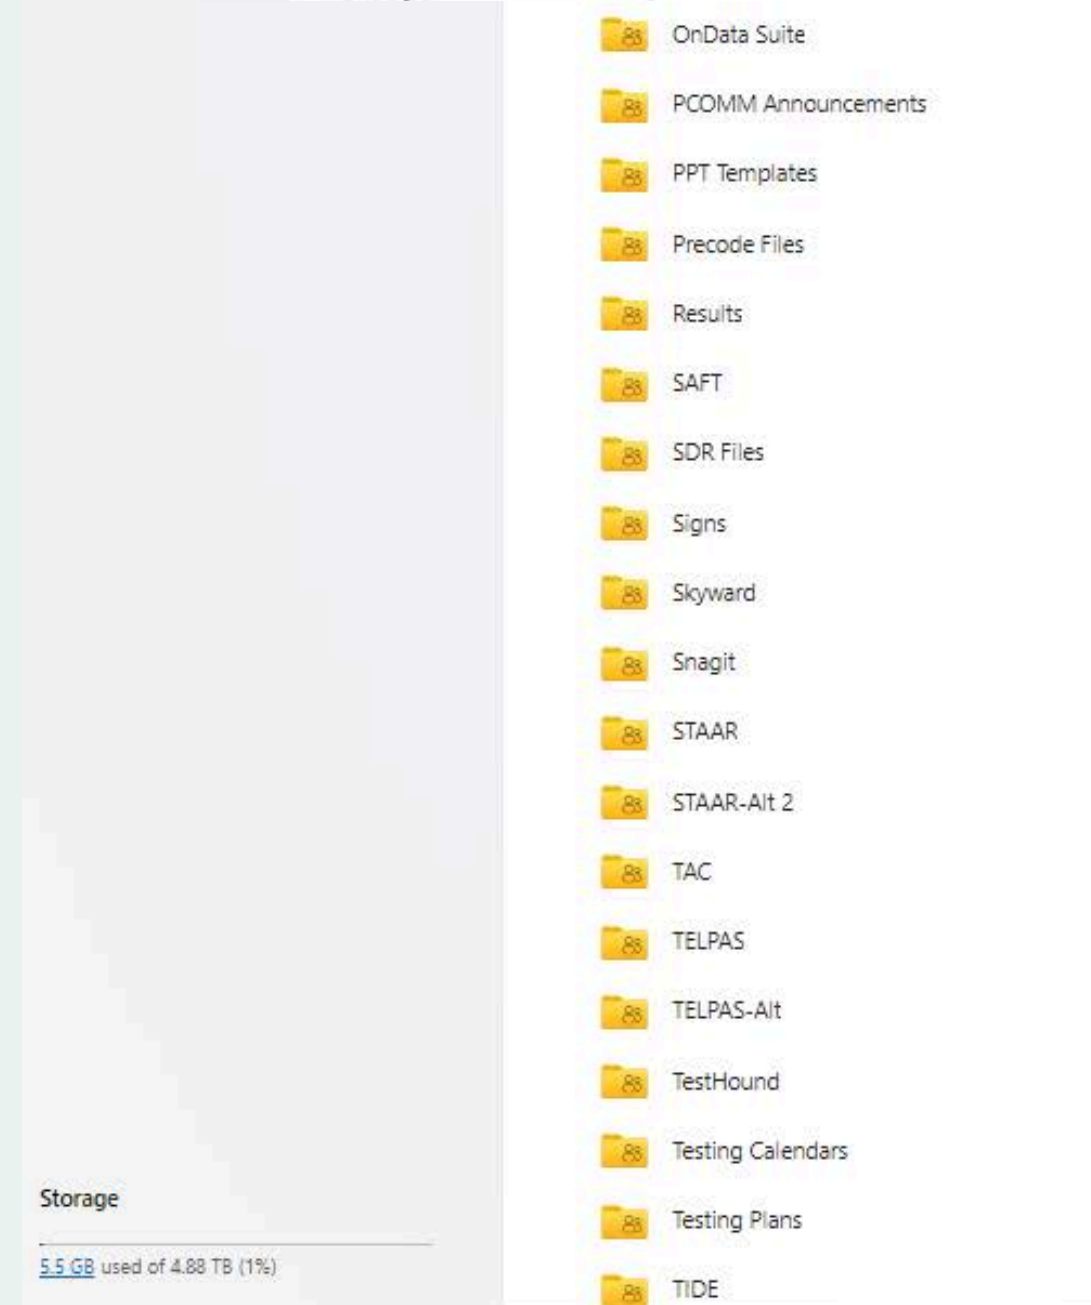 OnData Suite
PCOMM Announcements
PPT Templates
Precode Files
Results
SAFT
SDR Files
Signs
Skyward
Snagit
STAAR
STAAR-Alt 2
TAC
TELPAS
TELPAS-Alt
TestHound
Testing Calendars
Testing Plans
TIDE
Storage
5.5 GB used of 4.88 TB (1%)